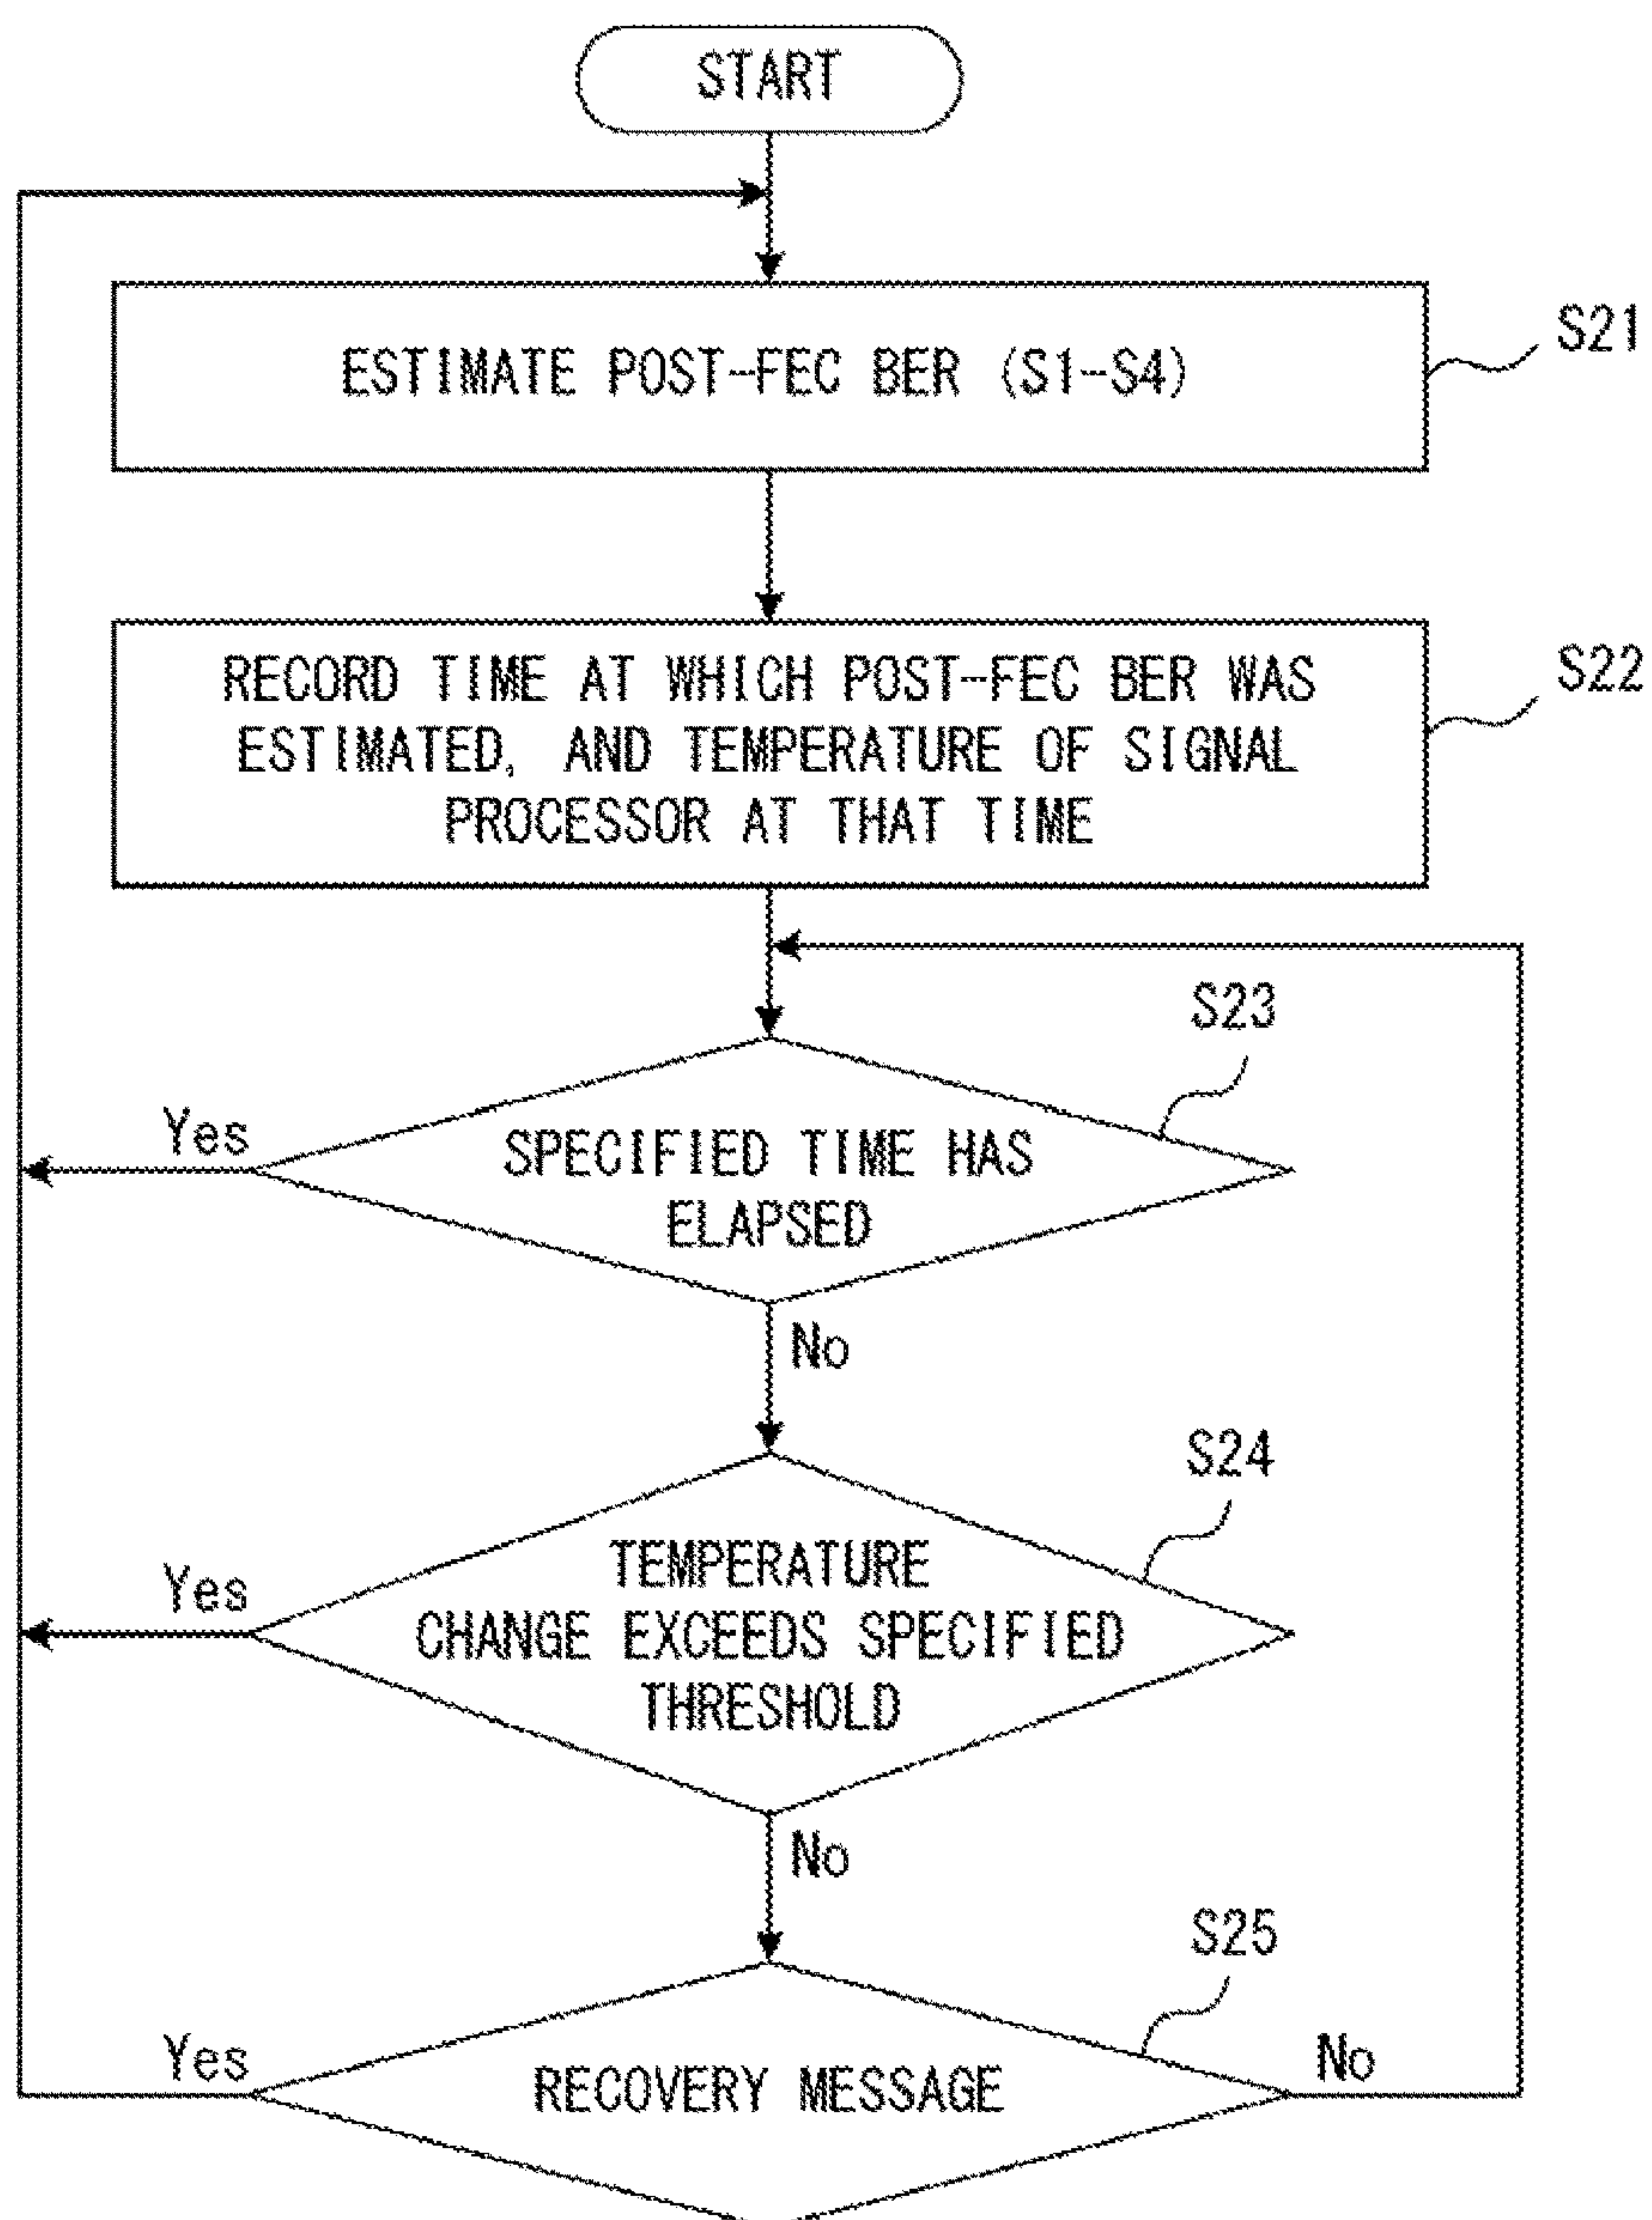 START
ESTIMATE POST-FEC BER (S1-S4)
S21
RECORD TIME AT WHICH POST-FEC BER WAS
ESTIMATED, AND TEMPERATURE OF SIGNAL
PROCESSOR AT THAT TIME
S22
S23
Yes
SPECIFIED TIME HAS
ELAPSED
No
S24
Yes
TEMPERATURE
CHANGE EXCEEDS SPECIFIED
THRESHOLD
No
S25
Yes
RECOVERY MESSAGE
No